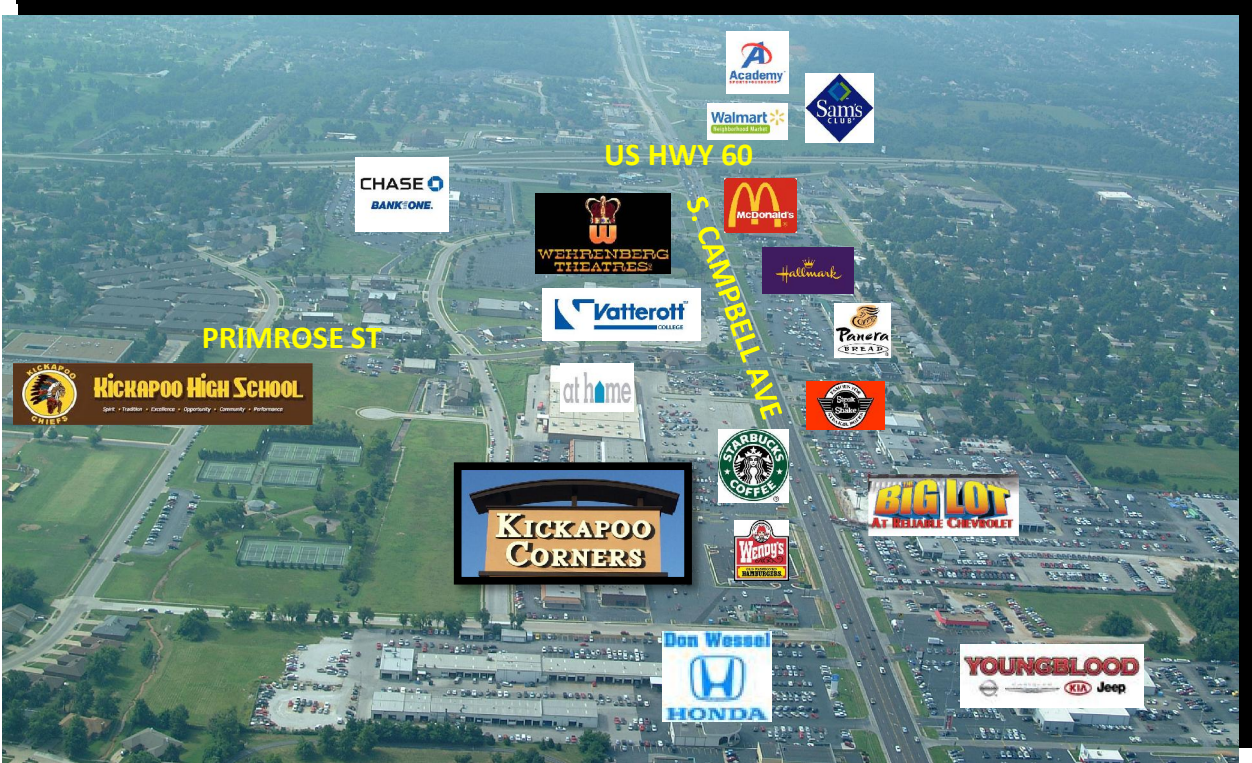 Academy
SPORTS+OUTDOORS
Sam's
CLUB
Walmart
Neighborhood Market
US HWY 60
CHASE
BANK ONE.
McDonald's
S. CAMPBELL AVE
WEHRENBERG
THEATRES
Hallmark
Vatterott
COLLEGE
Panera
BREAD
PRIMROSE ST
KICKAPOO
CHIEFS
KICKAPOO HIGH SCHOOL
Spirit • Tradition • Excellence • Opportunity • Community • Performance
at home
Steak
n
Shake
STARBUCKS
COFFEE
THE
BIG LOT
AT RELIABLE CHEVROLET
KICKAPOO
CORNERS
WENDY'S
OLD FASHIONED
HAMBURGERS
Don Wessel
HONDA
YOUNGBLOOD
KIA Jeep